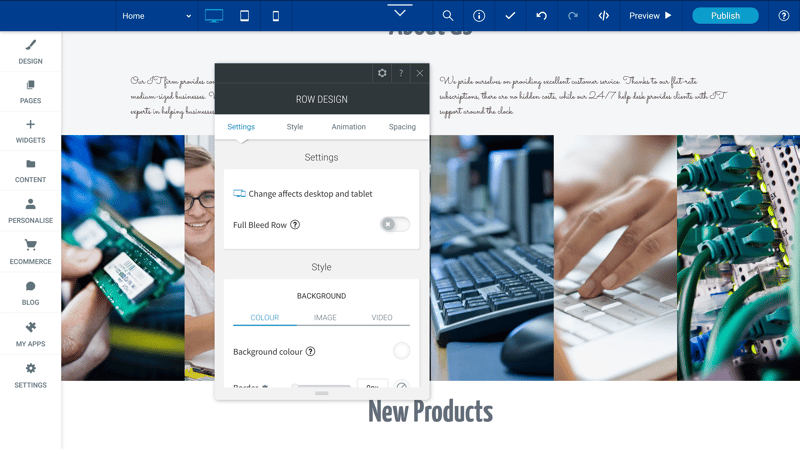 Home
Preview
Publish
DESIGN
PAGES
WIDGETS
CONTENT
PERSONALISE
ECOMMERCE
BLOG
MY APPS
SETTINGS
About Us
Our IT firm provides
medium-sized businesses.
experts in helping businesses
We pride ourselves on providing excellent customer service. Thanks to our flat-rate
subscriptions, there are no hidden costs, while our 24/7 help desk provides clients with IT
support around the clock.
ROW DESIGN
Settings Style Animation Spacing
Settings
Change affects desktop and tablet
Full Bleed Row ?
Style
BACKGROUND
COLOUR IMAGE VIDEO
Background colour ?
Border
0px
New Products